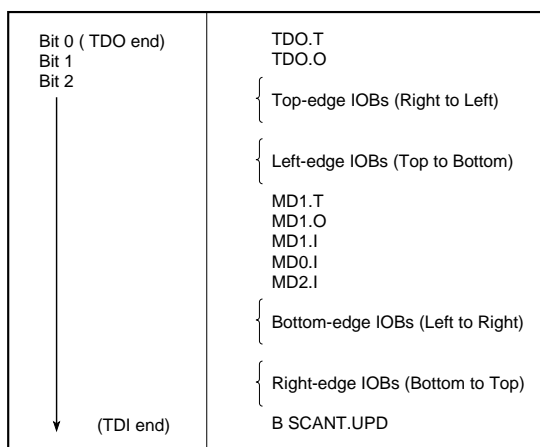 Bit 0 ( TDO end)
Bit 1
Bit 2
(TDI end)
TDO.T
TDO.O
Top-edge IOBs (Right to Left)
Left-edge IOBs (Top to Bottom)
MD1.T
MD1.O
MD1.I
MD0.I
MD2.I
Bottom-edge IOBs (Left to Right)
Right-edge IOBs (Bottom to Top)
B SCANT.UPD